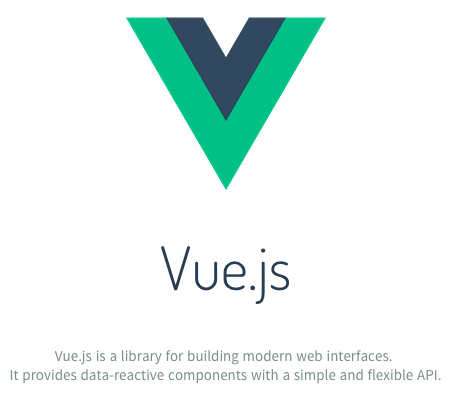 Vue.js
Vue.js is a library for building modern web interfaces.
It provides data-reactive components with a simple and flexible API.